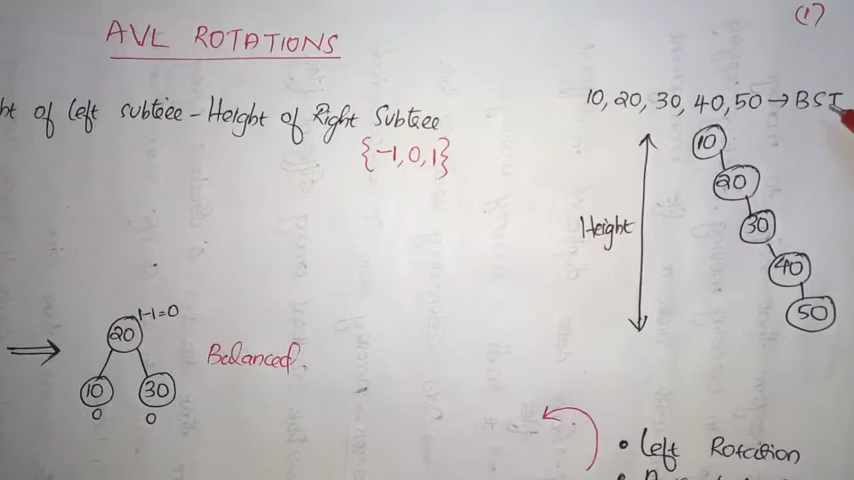 (1)
AVL ROTATIONS
10, 20, 30, 40, 50 → BST
ht of Left subtree - Height of Right Subtree
{-1, 0, 1}
10
20
Height
30
40
50
1-1=0
20
Balanced.
10 30
0 0
• Left Rotation